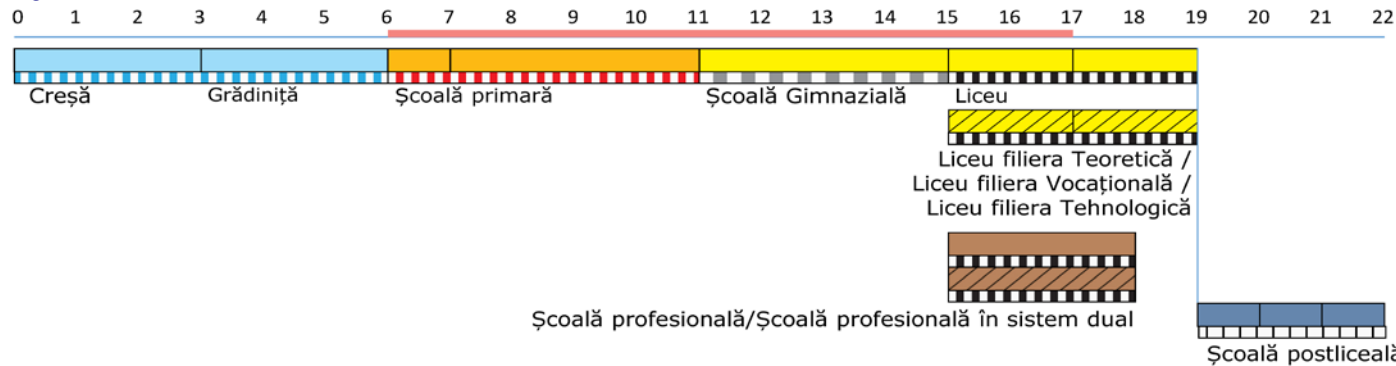 0 1 2 3 4 5 6 7 8 9 10 11 12 13 14 15 16 17 18 19 20 21 22
Creșă Grădiniță Școală primară Școală Gimnazială Liceu
Liceu filiera Teoretică /
Liceu filiera Vocațională /
Liceu filiera Tehnologică
Școală profesională/Școală profesională în sistem dual
Școală postliceală